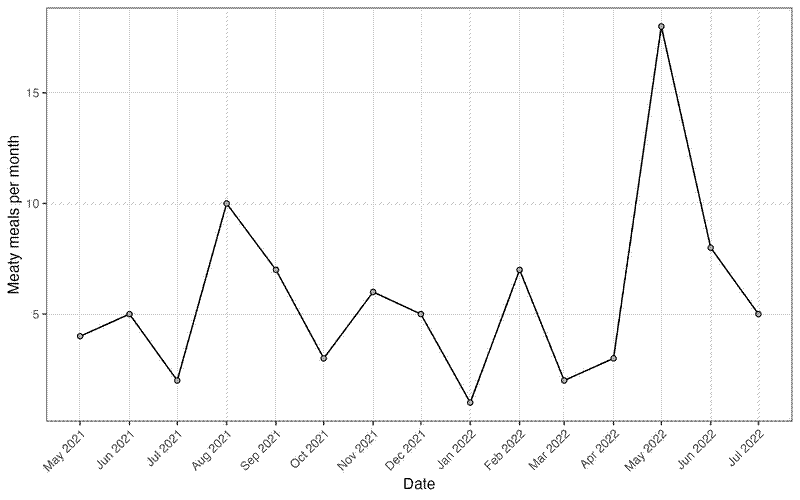 Meaty meals per month
15
10
5
May 2021
Jun 2021
Jul 2021
Aug 2021
Sep 2021
Oct 2021
Nov 2021
Dec 2021
Jan 2022
Feb 2022
Mar 2022
Apr 2022
May 2022
Jun 2022
Jul 2022
Date